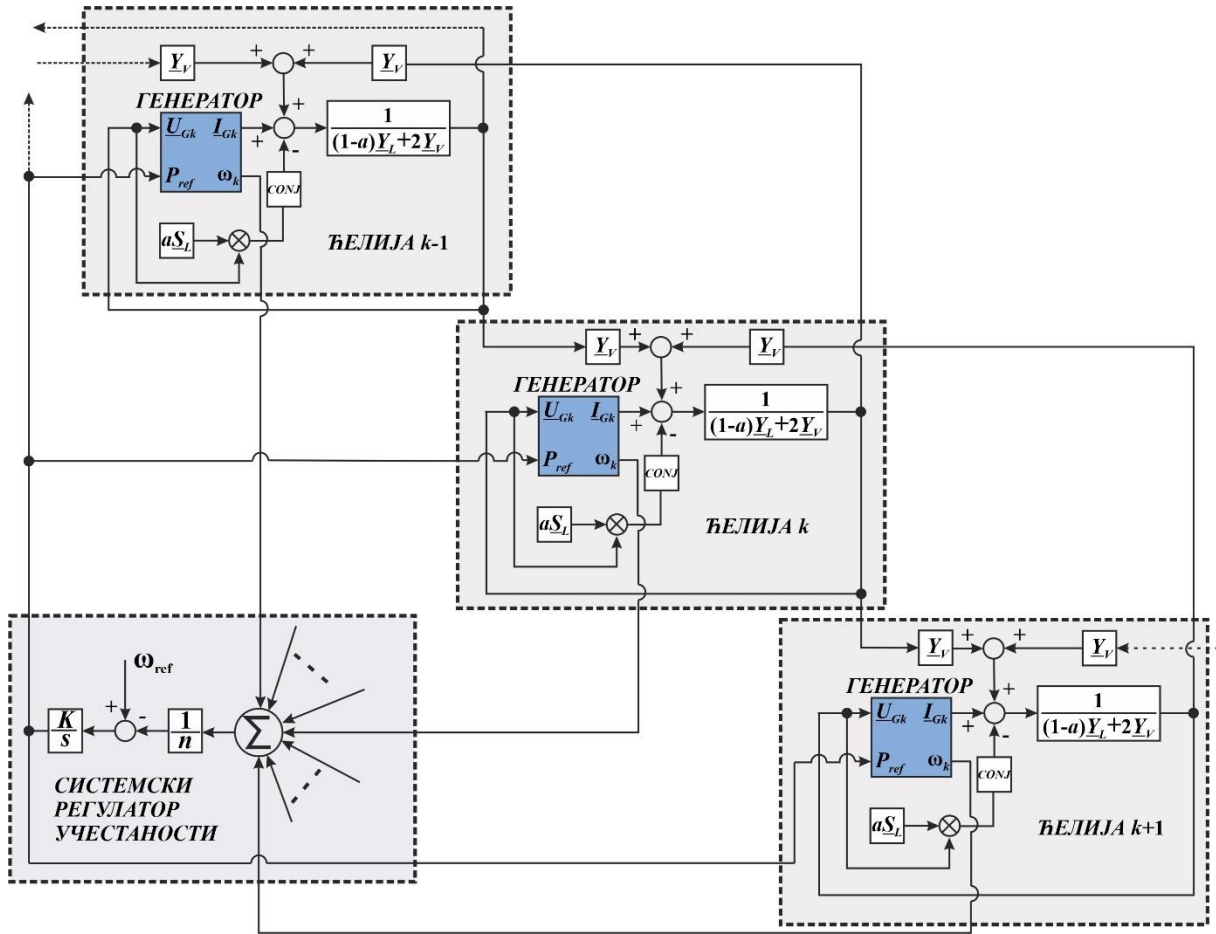 Y_V
+
+
Y_V
ГЕНЕРАТОР
+
U_Gk I_Gk
+
-
1
(1-a)Y_L+2Y_V
P_ref ω_k
CONJ
aS_L
ЋЕЛИЈА k-1
Y_V
+
+
Y_V
ГЕНЕРАТОР
+
U_Gk I_Gk
+
-
1
(1-a)Y_L+2Y_V
P_ref ω_k
CONJ
aS_L
ЋЕЛИЈА k
Y_V
+
+
Y_V
ГЕНЕРАТОР
+
U_Gk I_Gk
+
-
1
(1-a)Y_L+2Y_V
P_ref ω_k
CONJ
aS_L
ЋЕЛИЈА k+1
ω_ref
+
-
K
s
1
n
Σ
СИСТЕМСКИ
РЕГУЛАТОР
УЧЕСТАНОСТИ